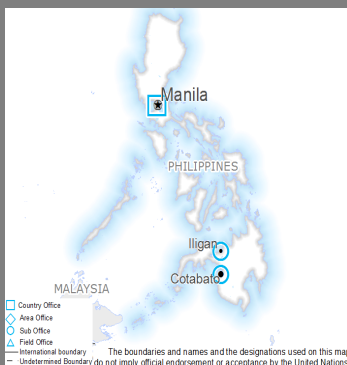 Manila
PHILIPPINES
Iligan
Cotabato
MALAYSIA
Country Office
Area Office
Sub Office
Field Office
International boundary
Undetermined Boundary
The boundaries and names and the designations used on this map
do not imply official endorsement or acceptance by the United Nations